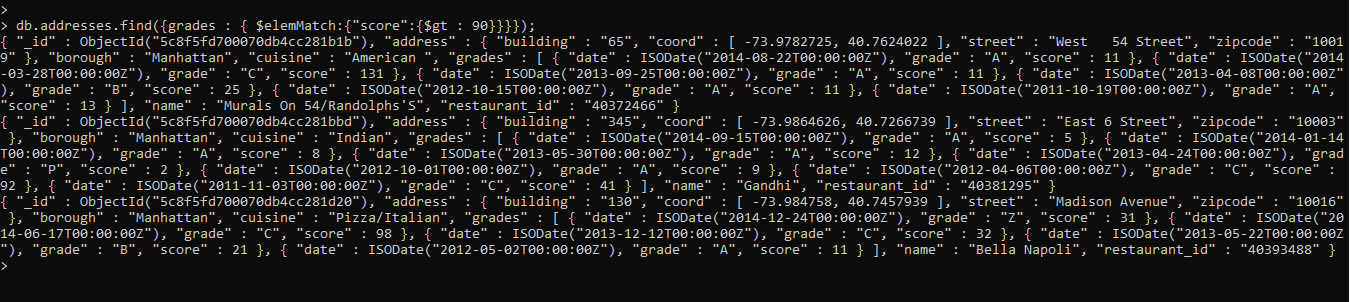 >
> db.addresses.find({grades : { $elemMatch:{"score":{$gt : 90}}}});
{ "_id" : ObjectId("5c8f5fd700070db4cc281b1b"), "address" : { "building" : "65", "coord" : [ -73.9782725, 40.7624022 ], "street" : "West   54 Street", "zipcode" : "1001
9" }, "borough" : "Manhattan", "cuisine" : "American ", "grades" : [ { "date" : ISODate("2014-08-22T00:00:00Z"), "grade" : "A", "score" : 11 }, { "date" : ISODate("2014
-03-28T00:00:00Z"), "grade" : "C", "score" : 131 }, { "date" : ISODate("2013-09-25T00:00:00Z"), "grade" : "A", "score" : 11 }, { "date" : ISODate("2013-04-08T00:00:00Z"
), "grade" : "B", "score" : 25 }, { "date" : ISODate("2012-10-15T00:00:00Z"), "grade" : "A", "score" : 11 }, { "date" : ISODate("2011-10-19T00:00:00Z"), "grade" : "A",
"score" : 13 } ], "name" : "Murals On 54/Randolphs'S", "restaurant_id" : "40372466" }
{ "_id" : ObjectId("5c8f5fd700070db4cc281bbd"), "address" : { "building" : "345", "coord" : [ -73.9864626, 40.7266739 ], "street" : "East 6 Street", "zipcode" : "10003"
 }, "borough" : "Manhattan", "cuisine" : "Indian", "grades" : [ { "date" : ISODate("2014-09-15T00:00:00Z"), "grade" : "A", "score" : 5 }, { "date" : ISODate("2014-01-14
T00:00:00Z"), "grade" : "A", "score" : 8 }, { "date" : ISODate("2013-05-30T00:00:00Z"), "grade" : "A", "score" : 12 }, { "date" : ISODate("2013-04-24T00:00:00Z"), "grad
e" : "P", "score" : 2 }, { "date" : ISODate("2012-10-01T00:00:00Z"), "grade" : "A", "score" : 9 }, { "date" : ISODate("2012-04-06T00:00:00Z"), "grade" : "C", "score" :
92 }, { "date" : ISODate("2011-11-03T00:00:00Z"), "grade" : "C", "score" : 41 } ], "name" : "Gandhi", "restaurant_id" : "40381295" }
{ "_id" : ObjectId("5c8f5fd700070db4cc281d20"), "address" : { "building" : "130", "coord" : [ -73.984758, 40.7457939 ], "street" : "Madison Avenue", "zipcode" : "10016"
 }, "borough" : "Manhattan", "cuisine" : "Pizza/Italian", "grades" : [ { "date" : ISODate("2014-12-24T00:00:00Z"), "grade" : "Z", "score" : 31 }, { "date" : ISODate("20
14-06-17T00:00:00Z"), "grade" : "C", "score" : 98 }, { "date" : ISODate("2013-12-12T00:00:00Z"), "grade" : "C", "score" : 32 }, { "date" : ISODate("2013-05-22T00:00:00Z
"), "grade" : "B", "score" : 21 }, { "date" : ISODate("2012-05-02T00:00:00Z"), "grade" : "A", "score" : 11 } ], "name" : "Bella Napoli", "restaurant_id" : "40393488" }
>